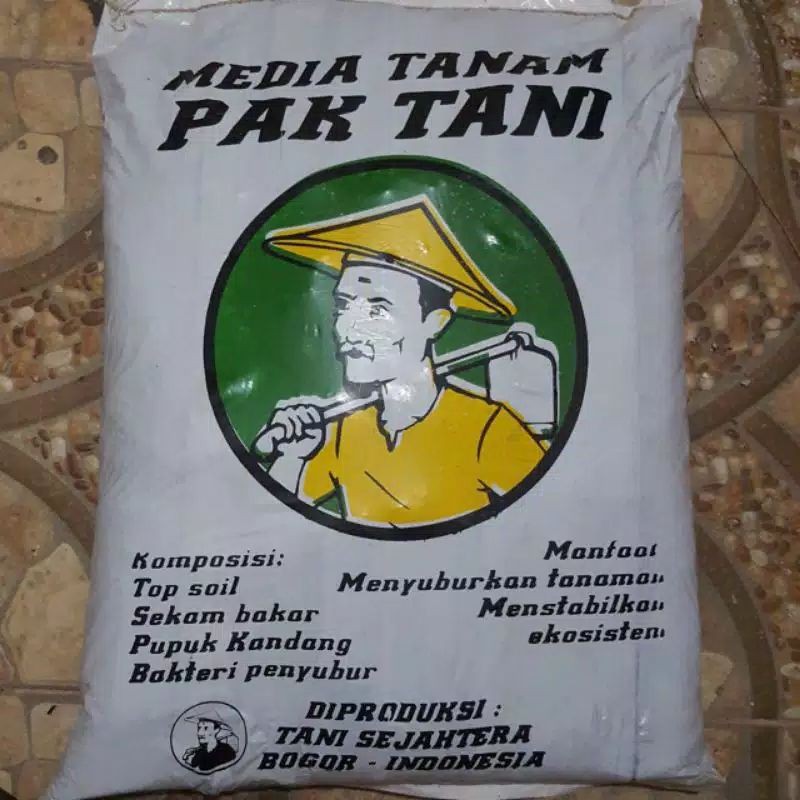 MEDIA TANAM
PAK TANI
Komposisi:
Top soil
Sekam bakar
Pupuk Kandang
Bakteri penyubur
Manfaat
Menyuburkan tanaman
Menstabilkan
ekosistem
DIPRODUKSI :
TANI SEJAHTERA
BOGOR - INDONESIA